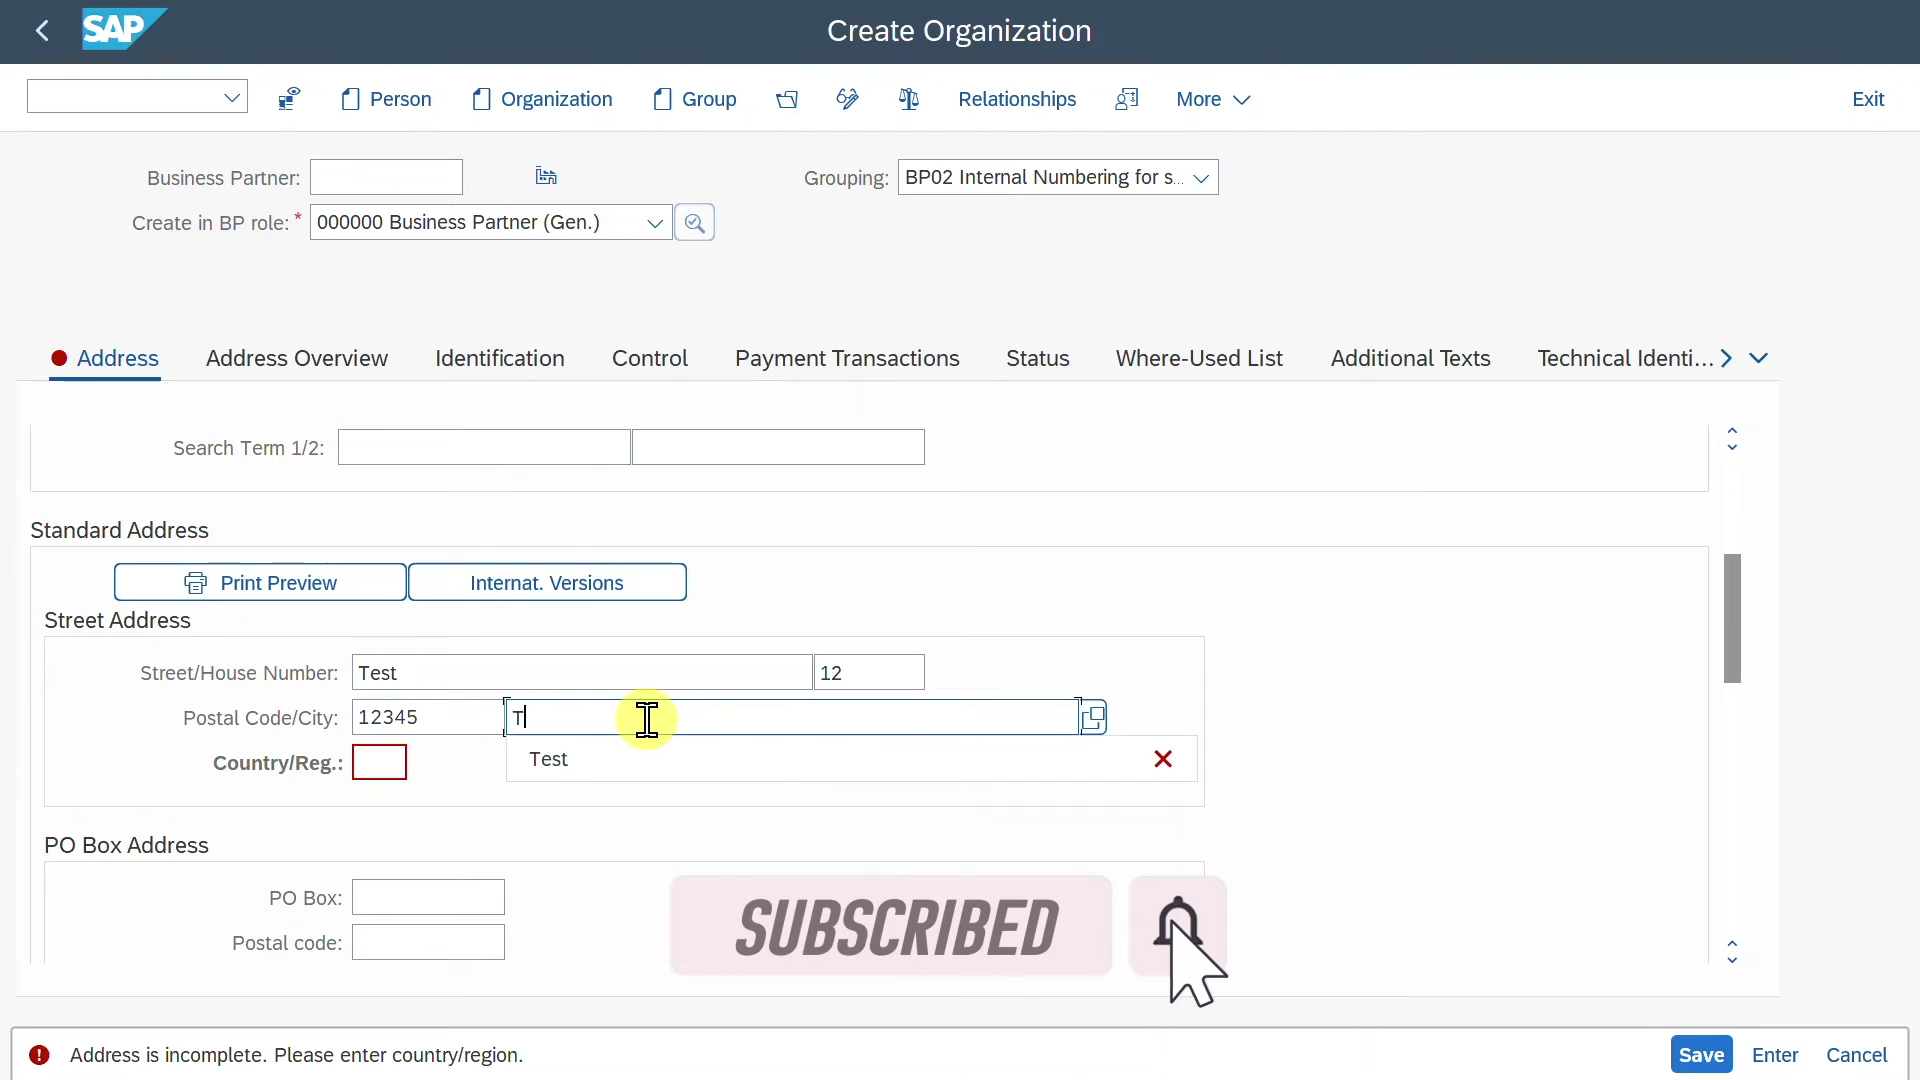 SAP
Create Organization
Person
Organization
Group
Relationships
More
Exit
Business Partner:
Grouping: BP02 Internal Numbering for s...
Create in BP role: * 000000 Business Partner (Gen.)
Address
Address Overview
Identification
Control
Payment Transactions
Status
Where-Used List
Additional Texts
Technical Identi...
Search Term 1/2:
Standard Address
Print Preview
Internat. Versions
Street Address
Street/House Number: Test 12
Postal Code/City: 12345 T
Test
Country/Reg.:
PO Box Address
PO Box:
Postal code:
SUBSCRIBED
Address is incomplete. Please enter country/region.
Save
Enter
Cancel